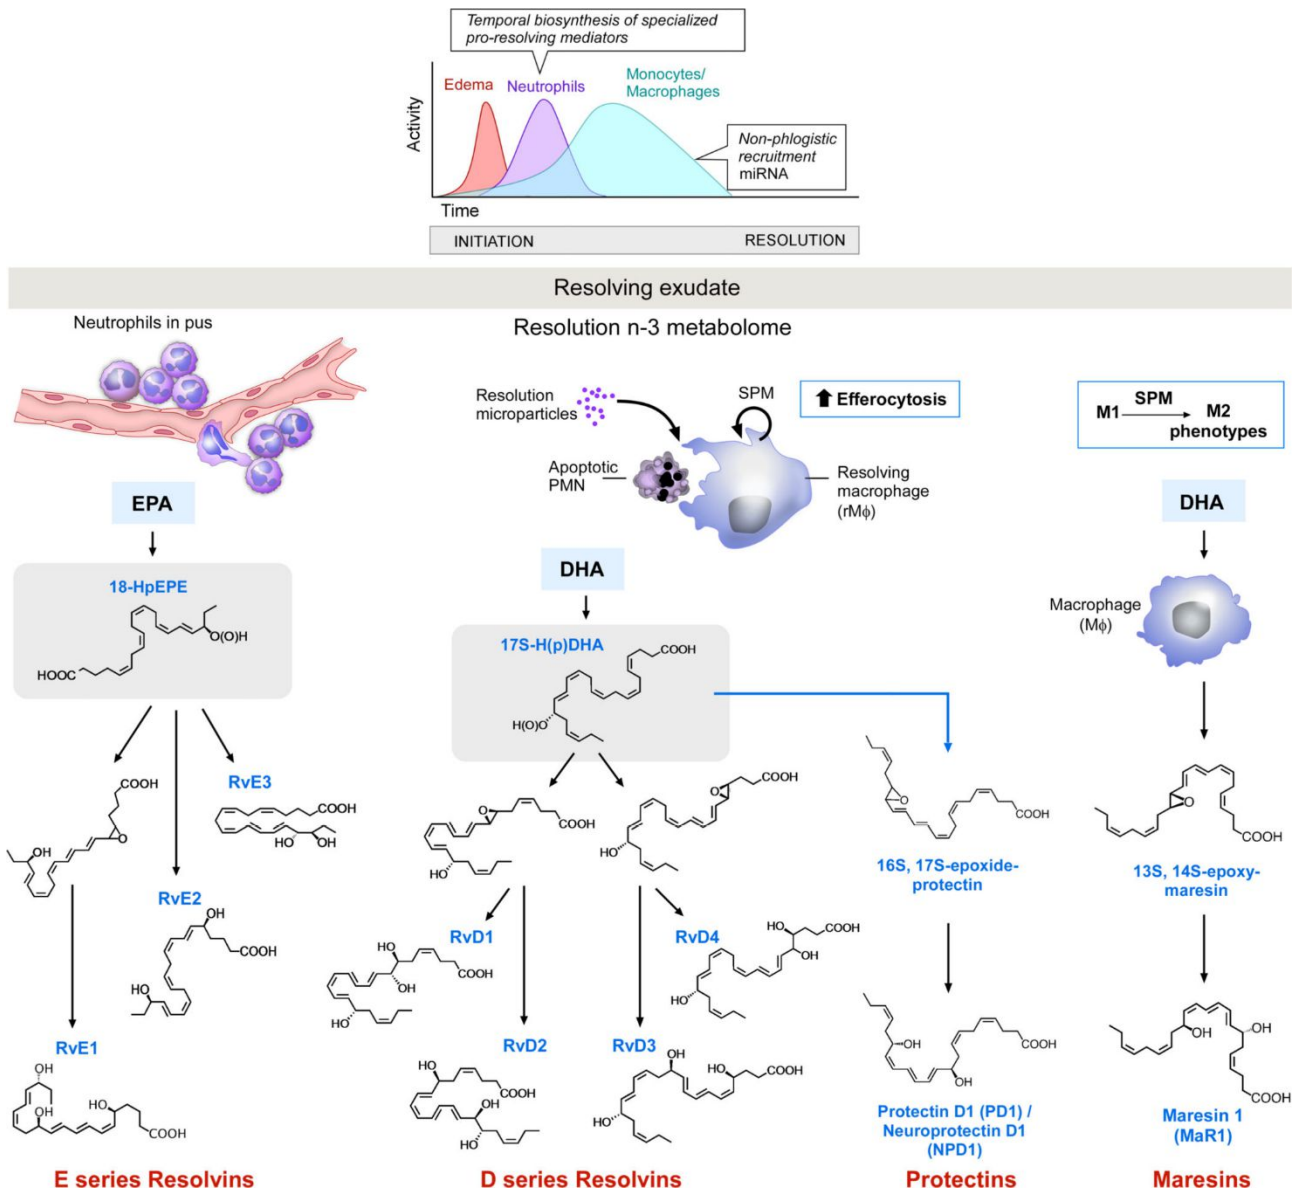 Temporal biosynthesis of specialized
pro-resolving mediators
Edema
Neutrophils
Monocytes/
Macrophages
Activity
Non-phlogistic
recruitment
miRNA
Time
INITIATION
RESOLUTION
Resolving exudate
Resolution n-3 metabolome
Neutrophils in pus
EPA
18-HpEPE
O(O)H
HOOC
COOH
O
OH
RvE3
COOH
OH
OH
RvE2
OH
COOH
HO
RvE1
OH
OH
HO
COOH
E series Resolvins
Resolution
microparticles
SPM
Efferocytosis
Apoptotic
PMN
Resolving
macrophage
(rMϕ)
DHA
17S-H(p)DHA
COOH
H(O)O
O
COOH
HO
COOH
O
HO
RvD1
HO
COOH
OH
HO
RvD2
HO
COOH
OH
HO
HO
RvD4
HO
COOH
OH
HO
RvD3
HO
HO
COOH
HO
D series Resolvins
O
COOH
16S, 17S-epoxide-
protectin
OH
OH
COOH
Protectin D1 (PD1) /
Neuroprotectin D1
(NPD1)
Protectins
M1
SPM
M2
phenotypes
DHA
Macrophage
(Mϕ)
O
COOH
13S, 14S-epoxy-
maresin
OH
OH
COOH
Maresin 1
(MaR1)
Maresins